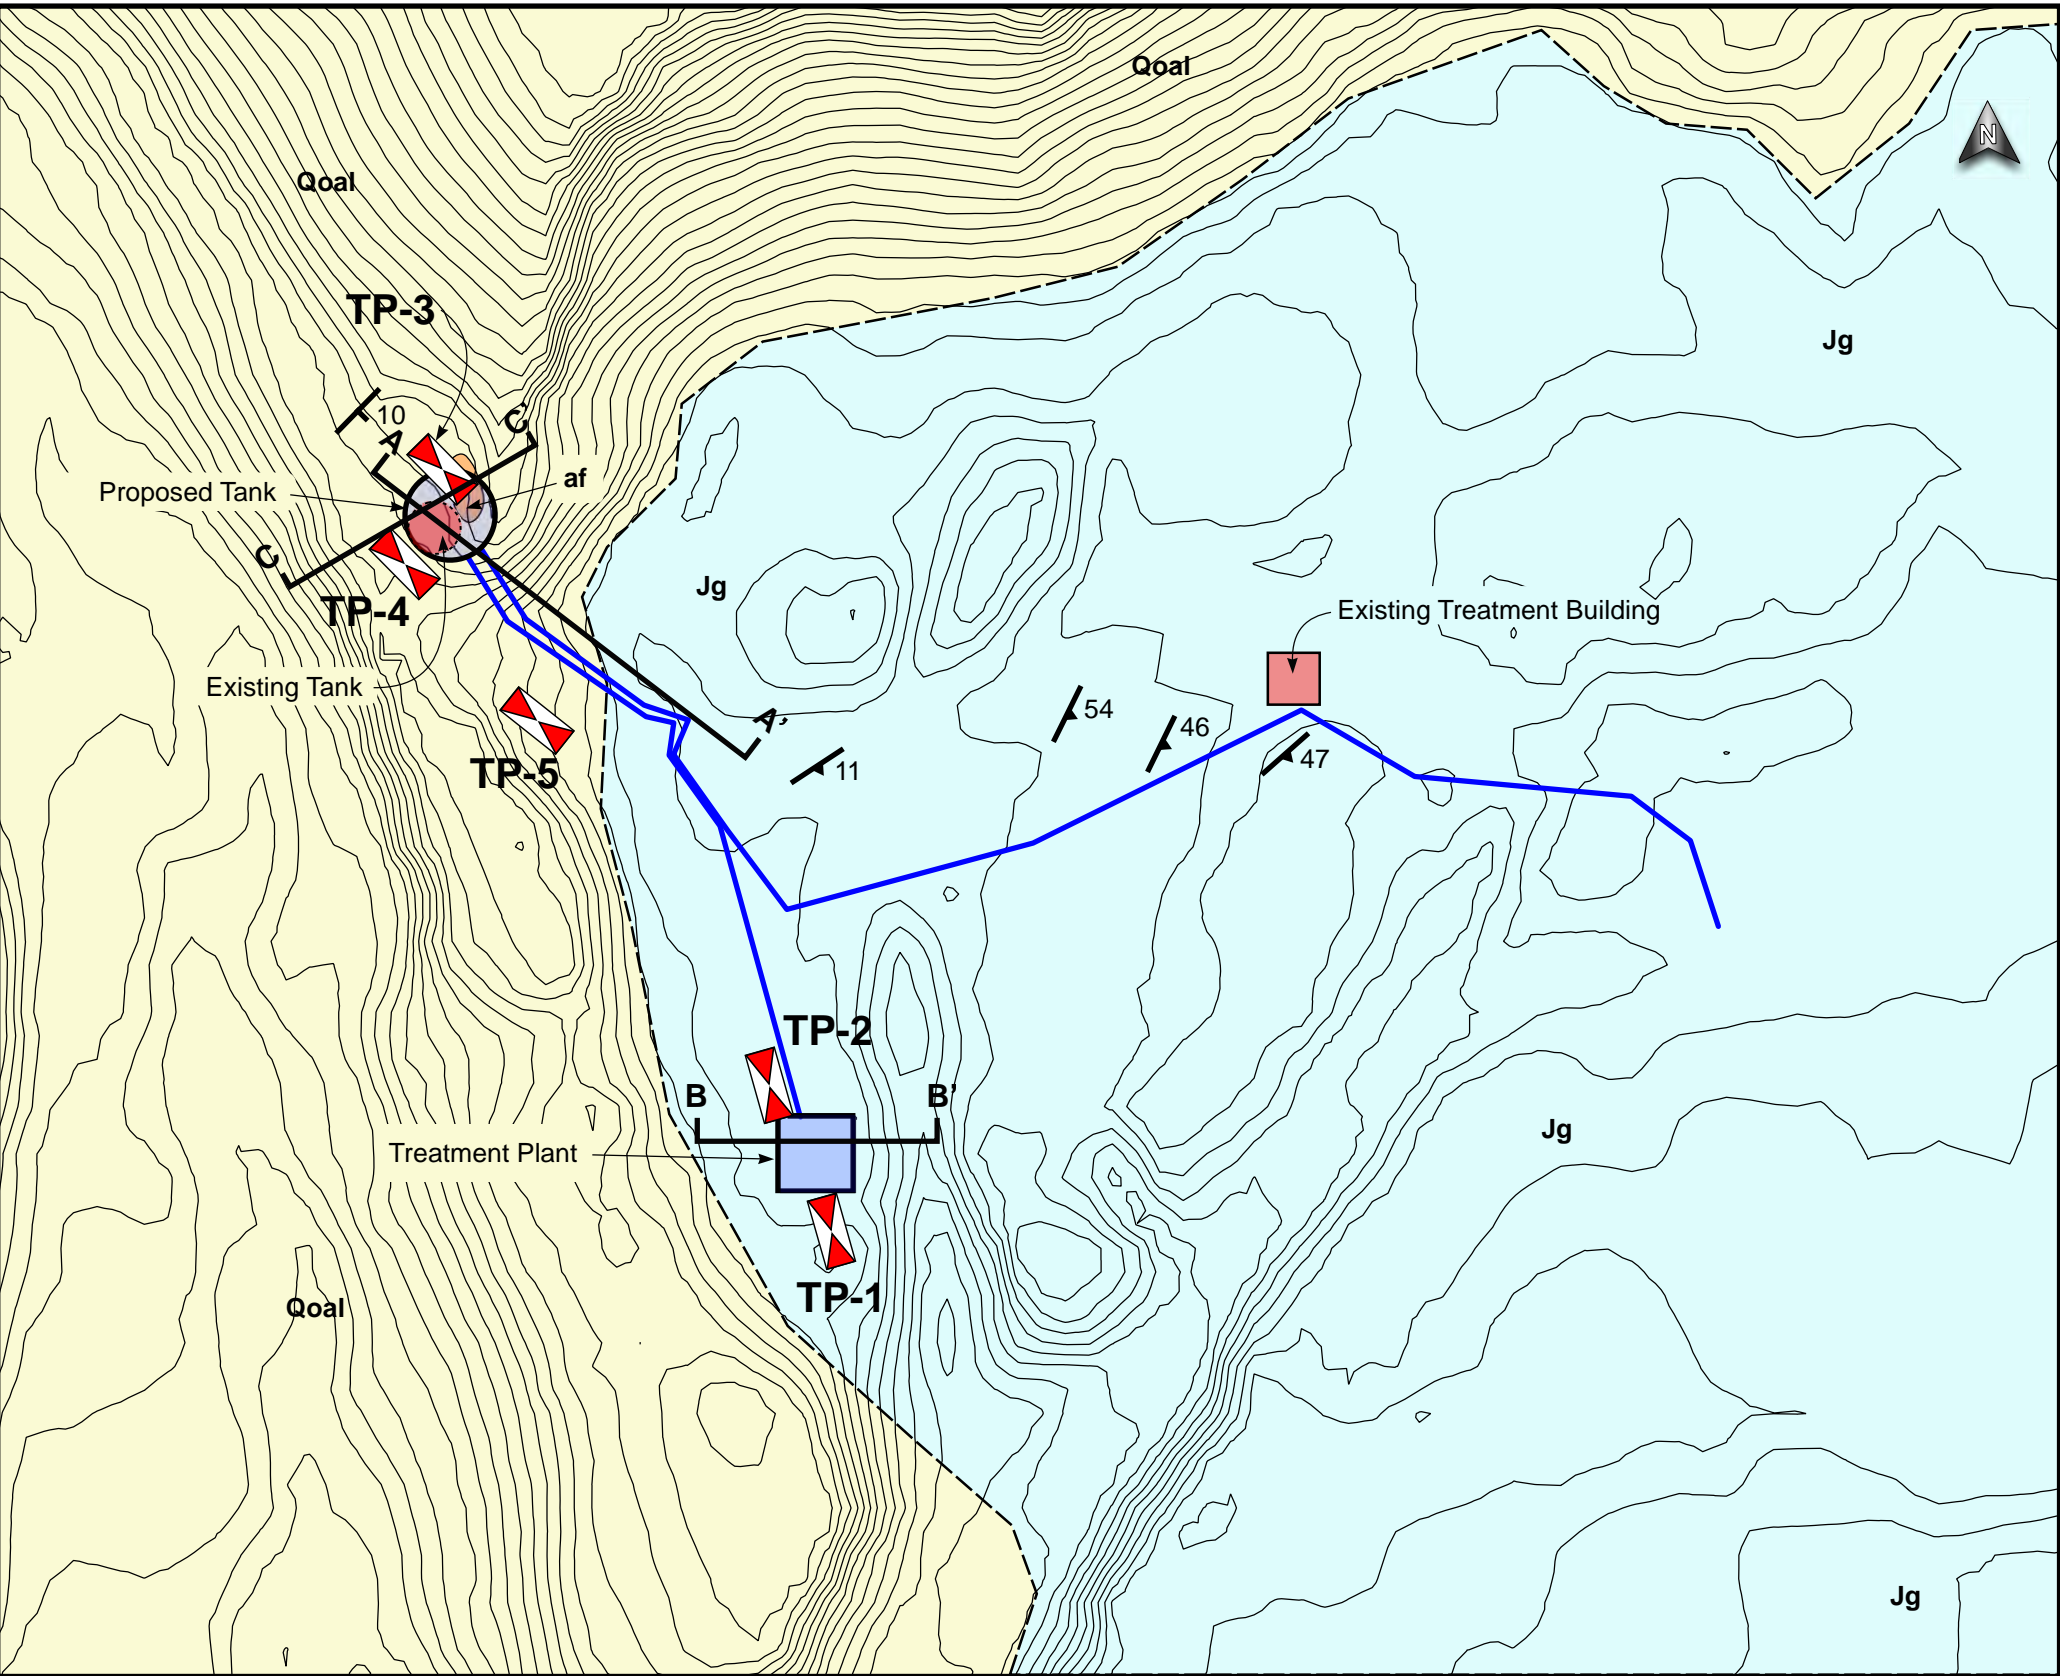 Qoal
N
Qoal
TP-3
Jg
10
A
C'
Proposed Tank
af
C
Jg
TP-4
Existing Treatment Building
Existing Tank
54
A'
46
TP-5
11
47
TP-2
B
B'
Treatment Plant
Jg
TP-1
Qoal
Jg